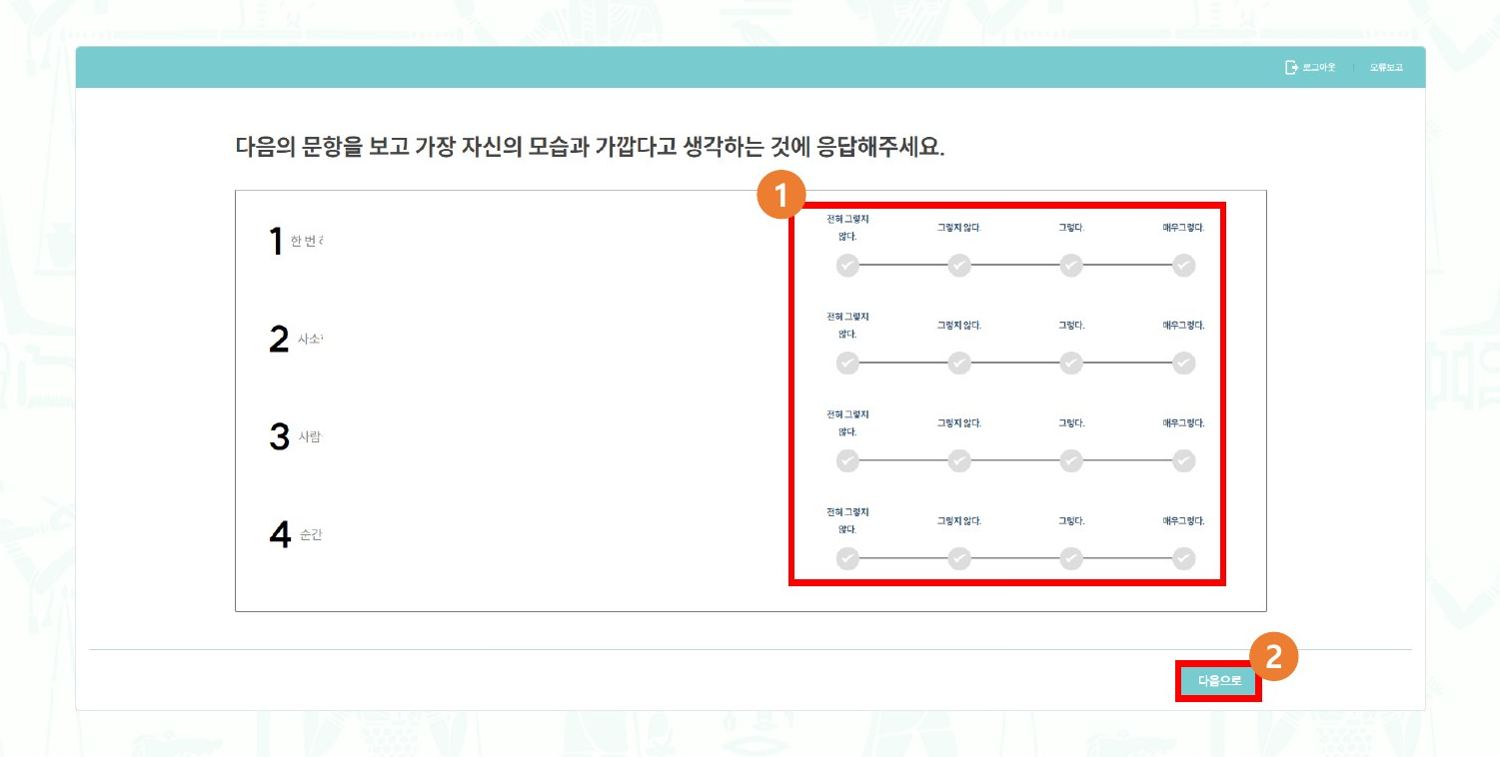 로그아웃 | 오류보고
다음의 문항을 보고 가장 자신의 모습과 가깝다고 생각하는 것에 응답해주세요.
1
1 한 번
전혀 그렇지
않다.
그렇지 않다.
그렇다.
매우그렇다.
2 사소
전혀 그렇지
않다.
그렇지 않다.
그렇다.
매우그렇다.
3 사람
전혀 그렇지
않다.
그렇지 않다.
그렇다.
매우그렇다.
4 순간
전혀 그렇지
않다.
그렇지 않다.
그렇다.
매우그렇다.
2
다음으로